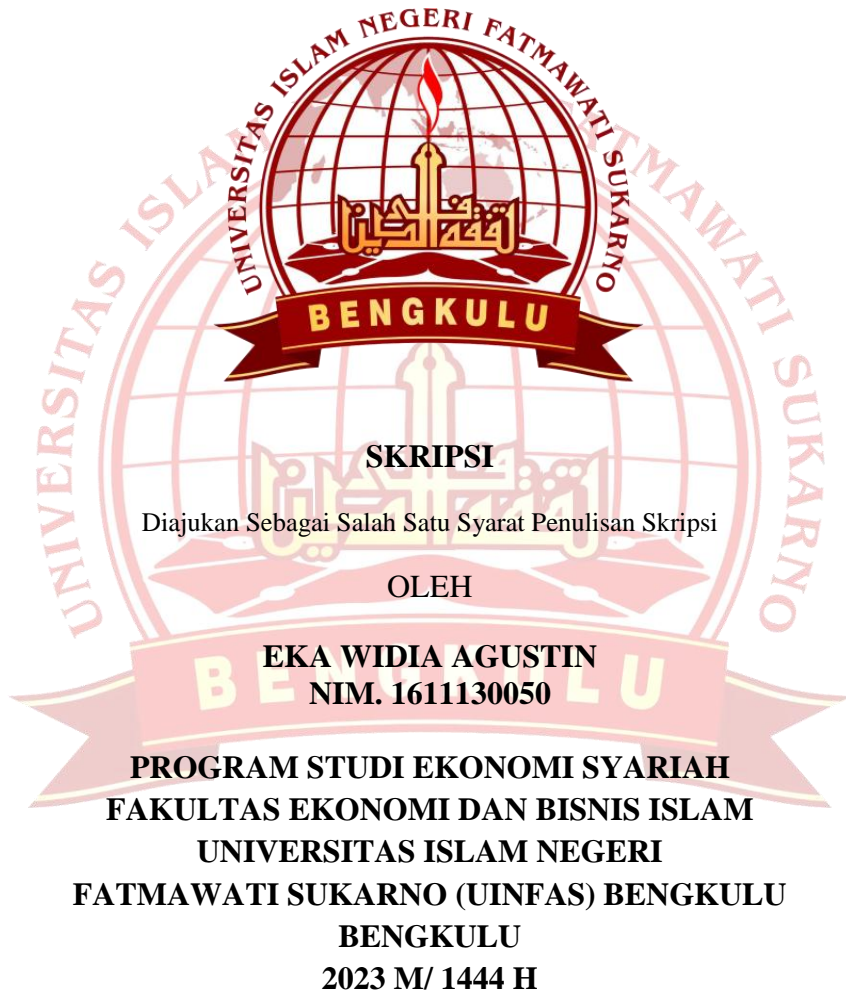 UNIVERSITAS ISLAM NEGERI FATMAWATI SUKARNO
BENGKULU
SKRIPSI
Diajukan Sebagai Salah Satu Syarat Penulisan Skripsi
OLEH
EKA WIDIA AGUSTIN
NIM. 1611130050
PROGRAM STUDI EKONOMI SYARIAH
FAKULTAS EKONOMI DAN BISNIS ISLAM
UNIVERSITAS ISLAM NEGERI
FATMAWATI SUKARNO (UINFAS) BENGKULU
BENGKULU
2023 M/ 1444 H